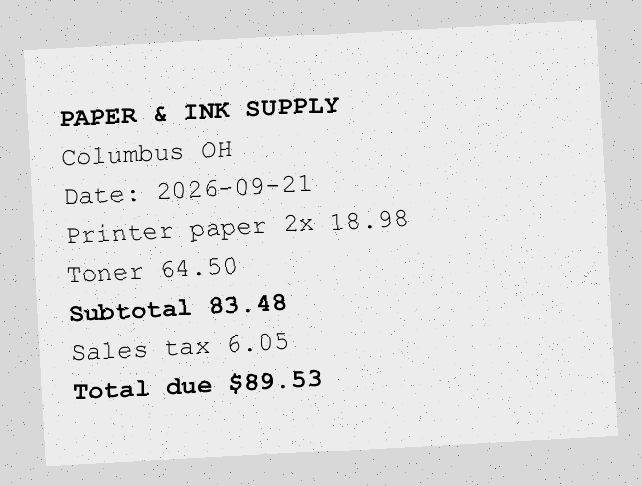 PAPER & INK SUPPLY
Columbus OH
Date: 2026-09-21
Printer paper 2x 18.98
Toner 64.50
Subtotal 83.48
Sales tax 6.05
Total due $89.53